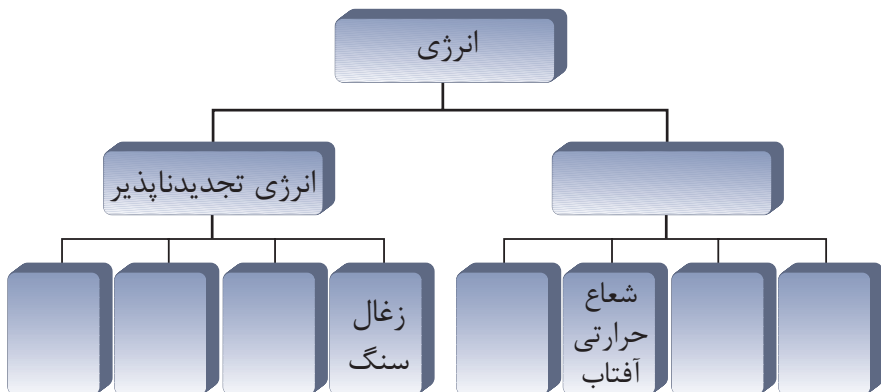 انرژی
انرژی تجدیدناپذیر
شعاع
حرارتی
آفتاب
زغال
سنگ